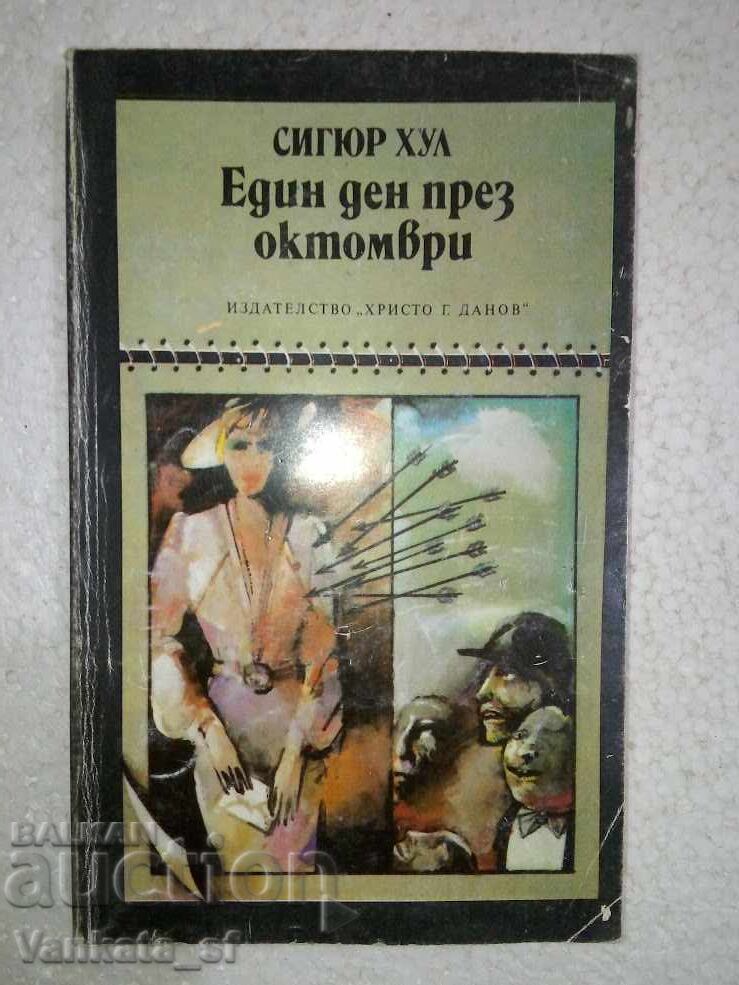 СИГЮР ХУЛ
Един ден през
октомври
ИЗДАТЕЛСТВО „ХРИСТО Г. ДАНОВ“
BALKAN
auction
Vankata_sf